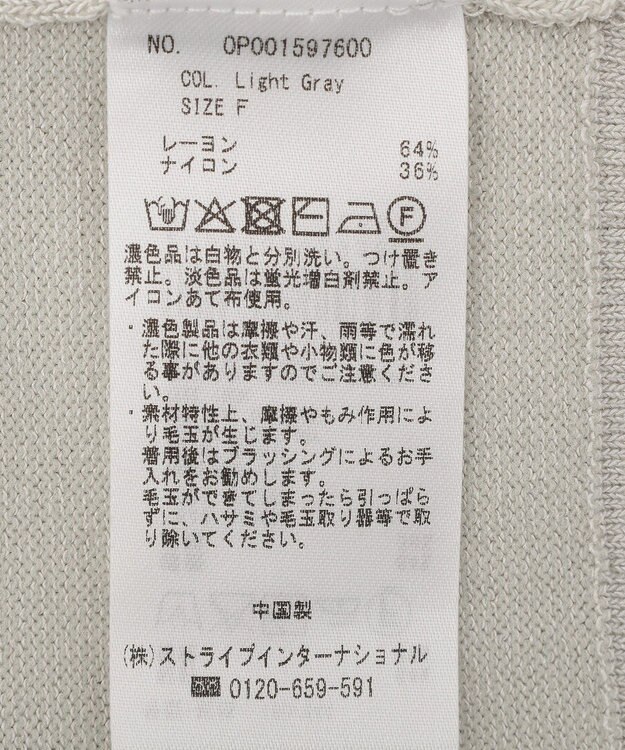 NO. 0P001597600
COL. Light Gray
SIZE F
レーヨン 64%
ナイロン 36%
F
濃色品は白物と分別洗い。つけ置き
禁止。淡色品は蛍光増白剤禁止。ア
イロンあて布使用。
・濃色製品は摩擦や汗、雨等で濡れ
た際に他の衣類や小物類に色が移
る事がありますのでご注意くださ
い。
・素材特性上、摩擦やもみ作用によ
り毛玉が生じます。
着用後はブラッシングによるお手
入れをお勧めします。
毛玉ができてしまったら引っぱら
ずに、ハサミや毛玉取り器等で取
り除いてください。
中国製
(株)ストライプインターナショナル
0120-659-591